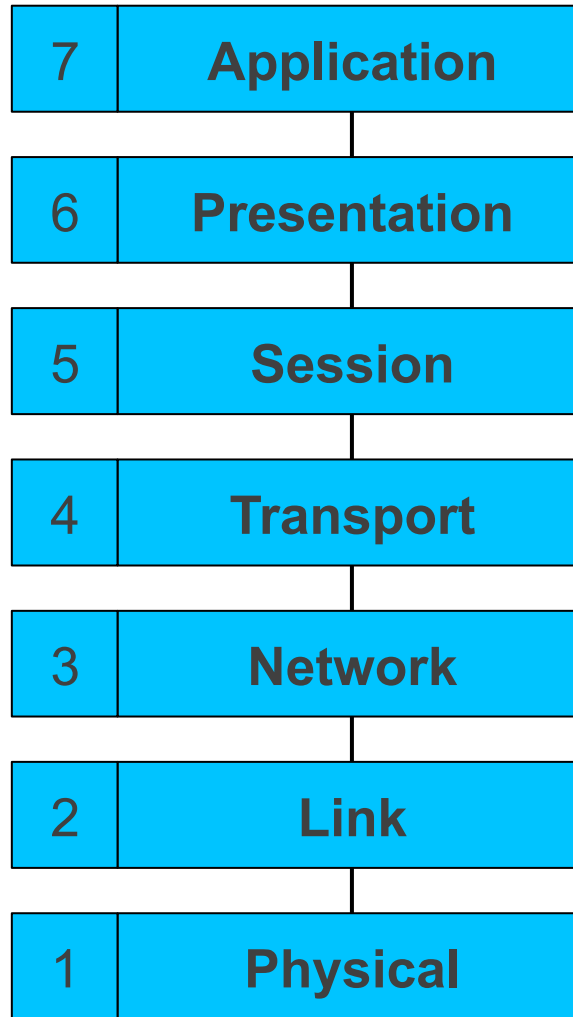 7 Application
6 Presentation
5 Session
4 Transport
3 Network
2 Link
1 Physical